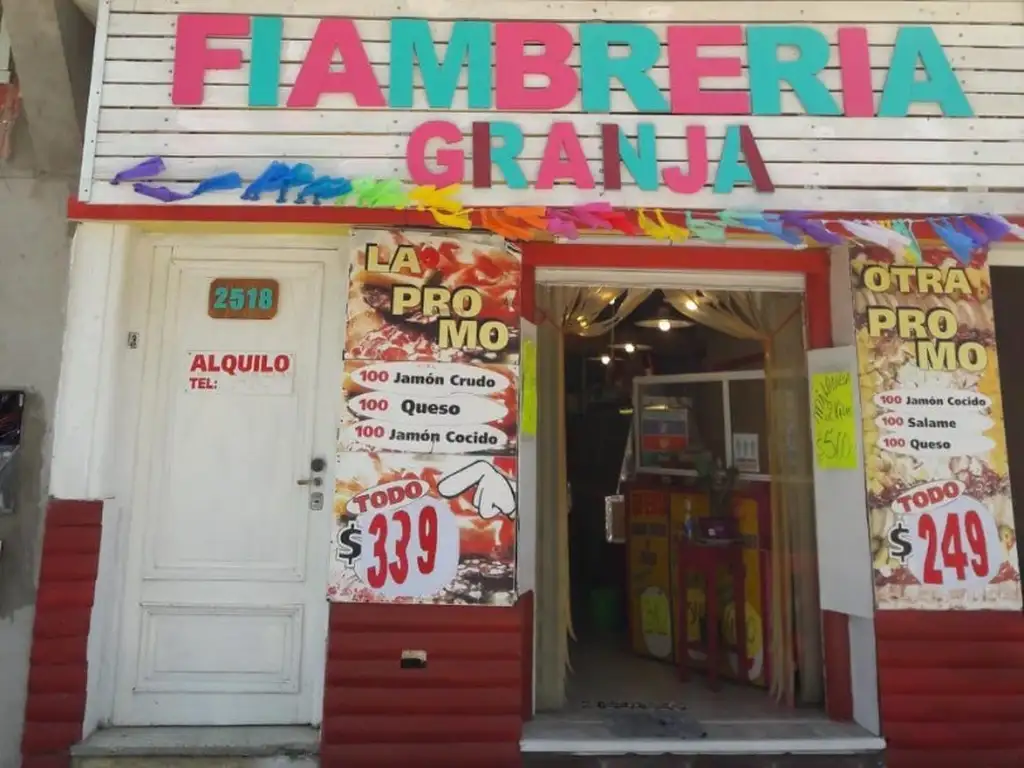 FIAMBRERIA
GRANJA
2518
ALQUILO
TEL:
LA
PRO
MO
100 Jamón Crudo
100 Queso
100 Jamón Cocido
TODO
$339
OTRA
PRO
MO
100 Jamón Cocido
100 Salame
100 Queso
TODO
$249